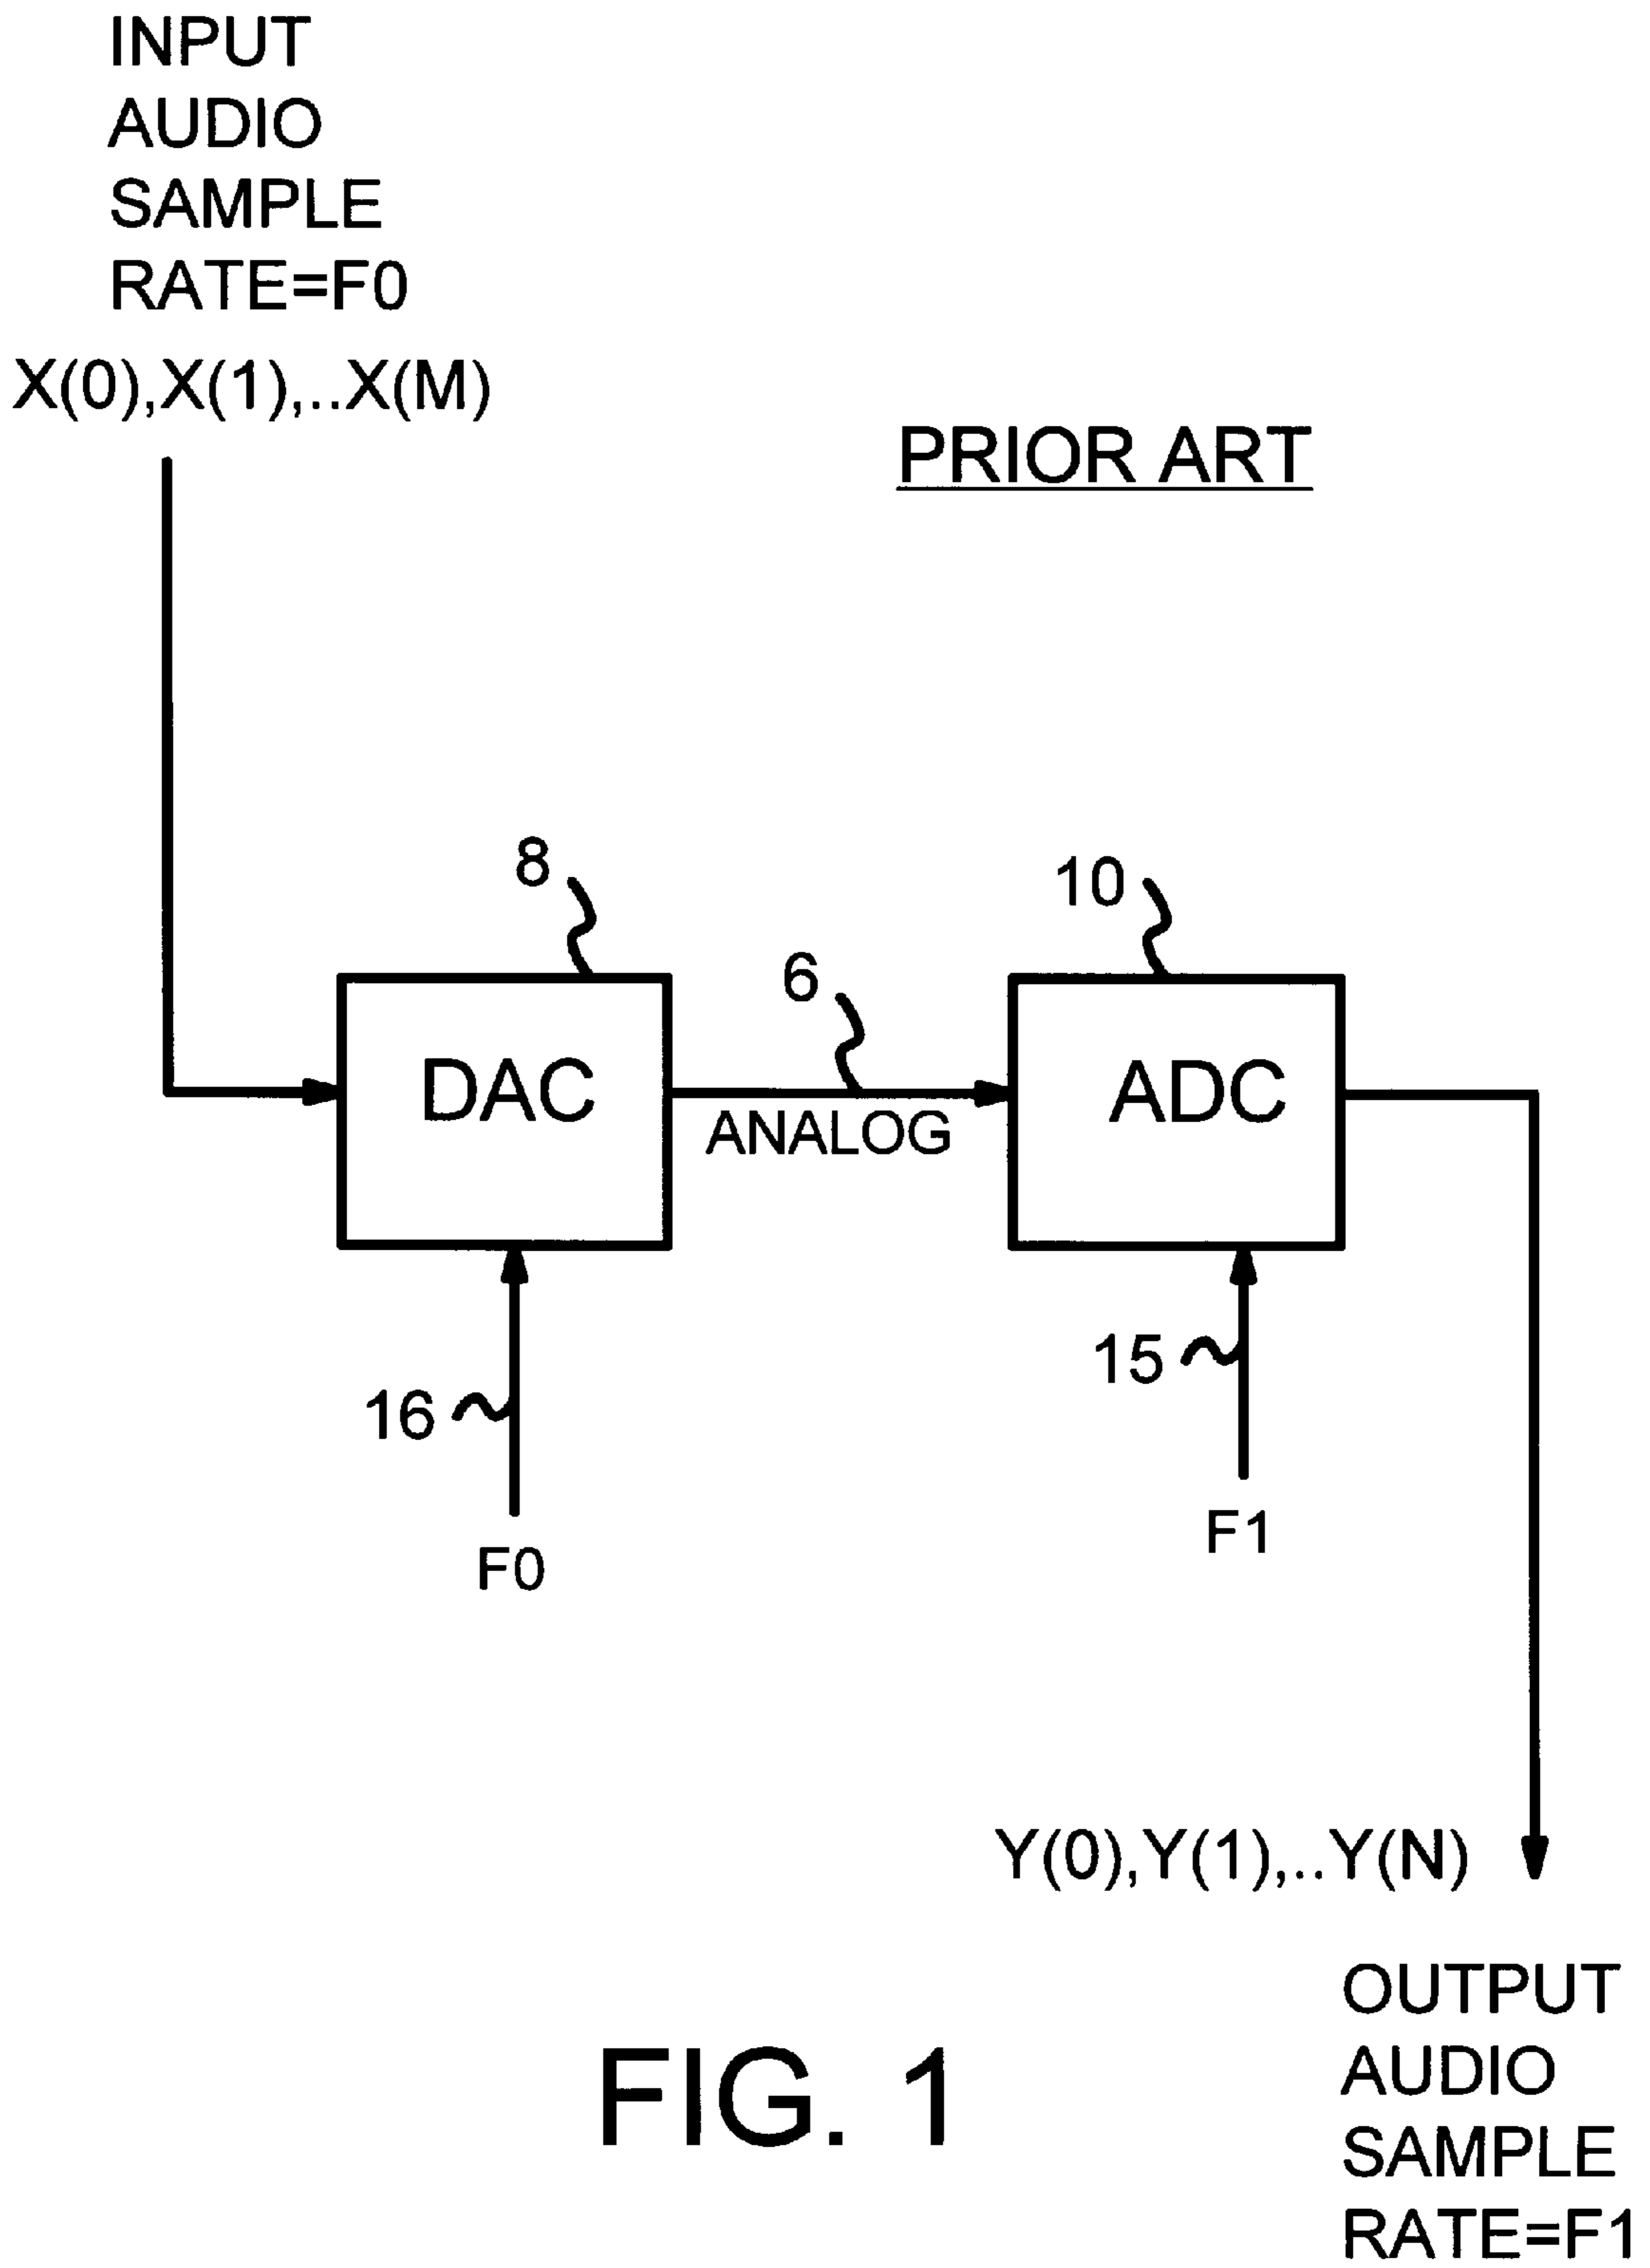 INPUT
AUDIO
SAMPLE
RATE=F0
X(0),X(1),..X(M)
PRIOR ART
8
10
6
DAC
ANALOG
ADC
15
16
F1
F0
Y(0),Y(1),..Y(N)
OUTPUT
AUDIO
SAMPLE
RATE=F1
FIG. 1